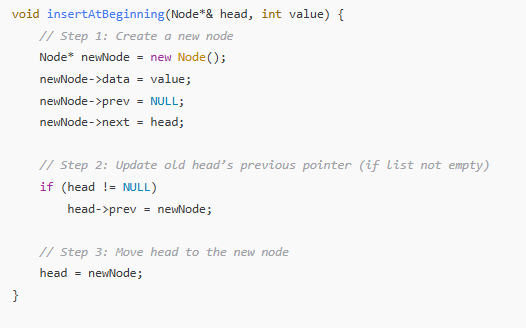 void insertAtBeginning(Node*& head, int value) {
    // Step 1: Create a new node
    Node* newNode = new Node();
    newNode->data = value;
    newNode->prev = NULL;
    newNode->next = head;
    // Step 2: Update old head’s previous pointer (if list not empty)
    if (head != NULL)
        head->prev = newNode;
    // Step 3: Move head to the new node
    head = newNode;
}